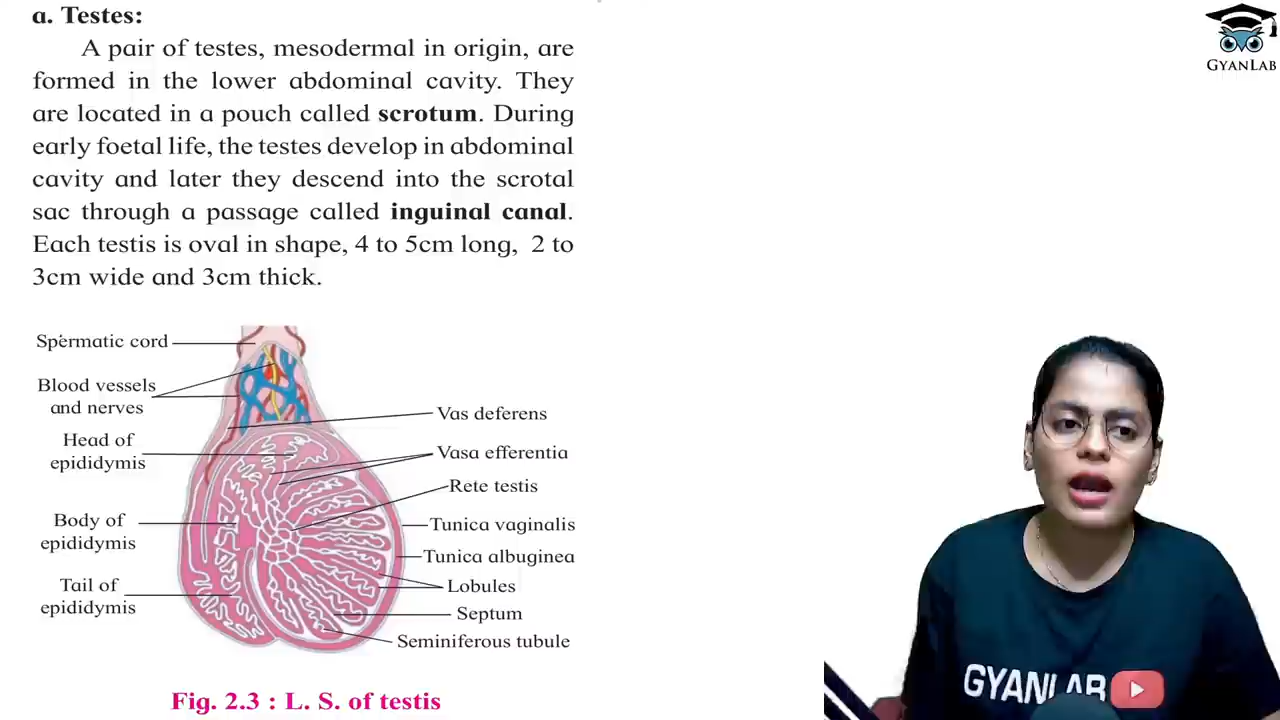 a. Testes:
A pair of testes, mesodermal in origin, are
formed in the lower abdominal cavity. They
are located in a pouch called scrotum. During
early foetal life, the testes develop in abdominal
cavity and later they descend into the scrotal
sac through a passage called inguinal canal.
Each testis is oval in shape, 4 to 5cm long, 2 to
3cm wide and 3cm thick.
Spermatic cord
Blood vessels
and nerves
Head of
epididymis
Body of
epididymis
Tail of
epididymis
Vas deferens
Vasa efferentia
Rete testis
Tunica vaginalis
Tunica albuginea
Lobules
Septum
Seminiferous tubule
Fig. 2.3 : L. S. of testis
GYANLAB
GYANLAB